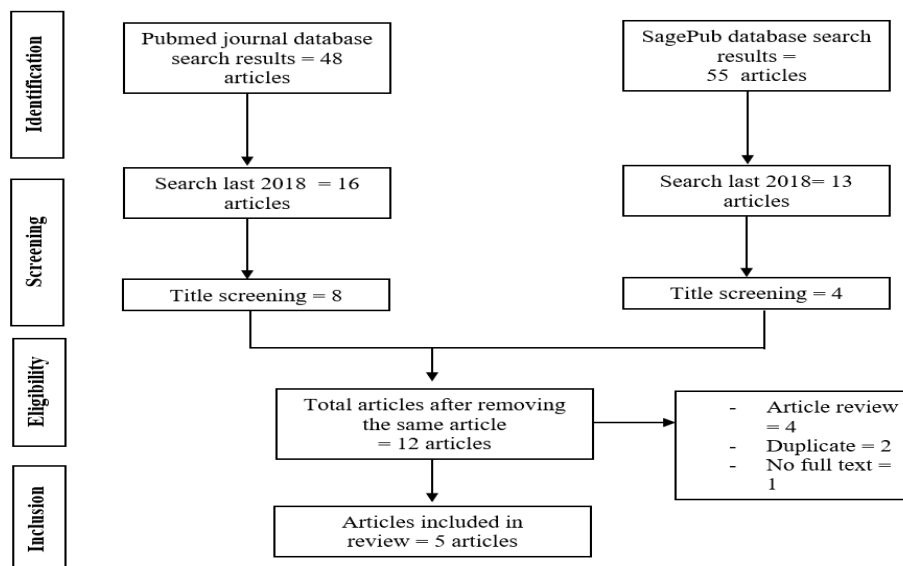 Identification
Pubmed journal database
search results = 48
articles
SagePub database search
results =
55 articles
Screening
Search last 2018 = 16
articles
Search last 2018= 13
articles
Title screening = 8
Title screening = 4
Eligibility
Total articles after removing
the same article
= 12 articles
- Article review
= 4
- Duplicate = 2
- No full text =
1
Inclusion
Articles included in
review = 5 articles